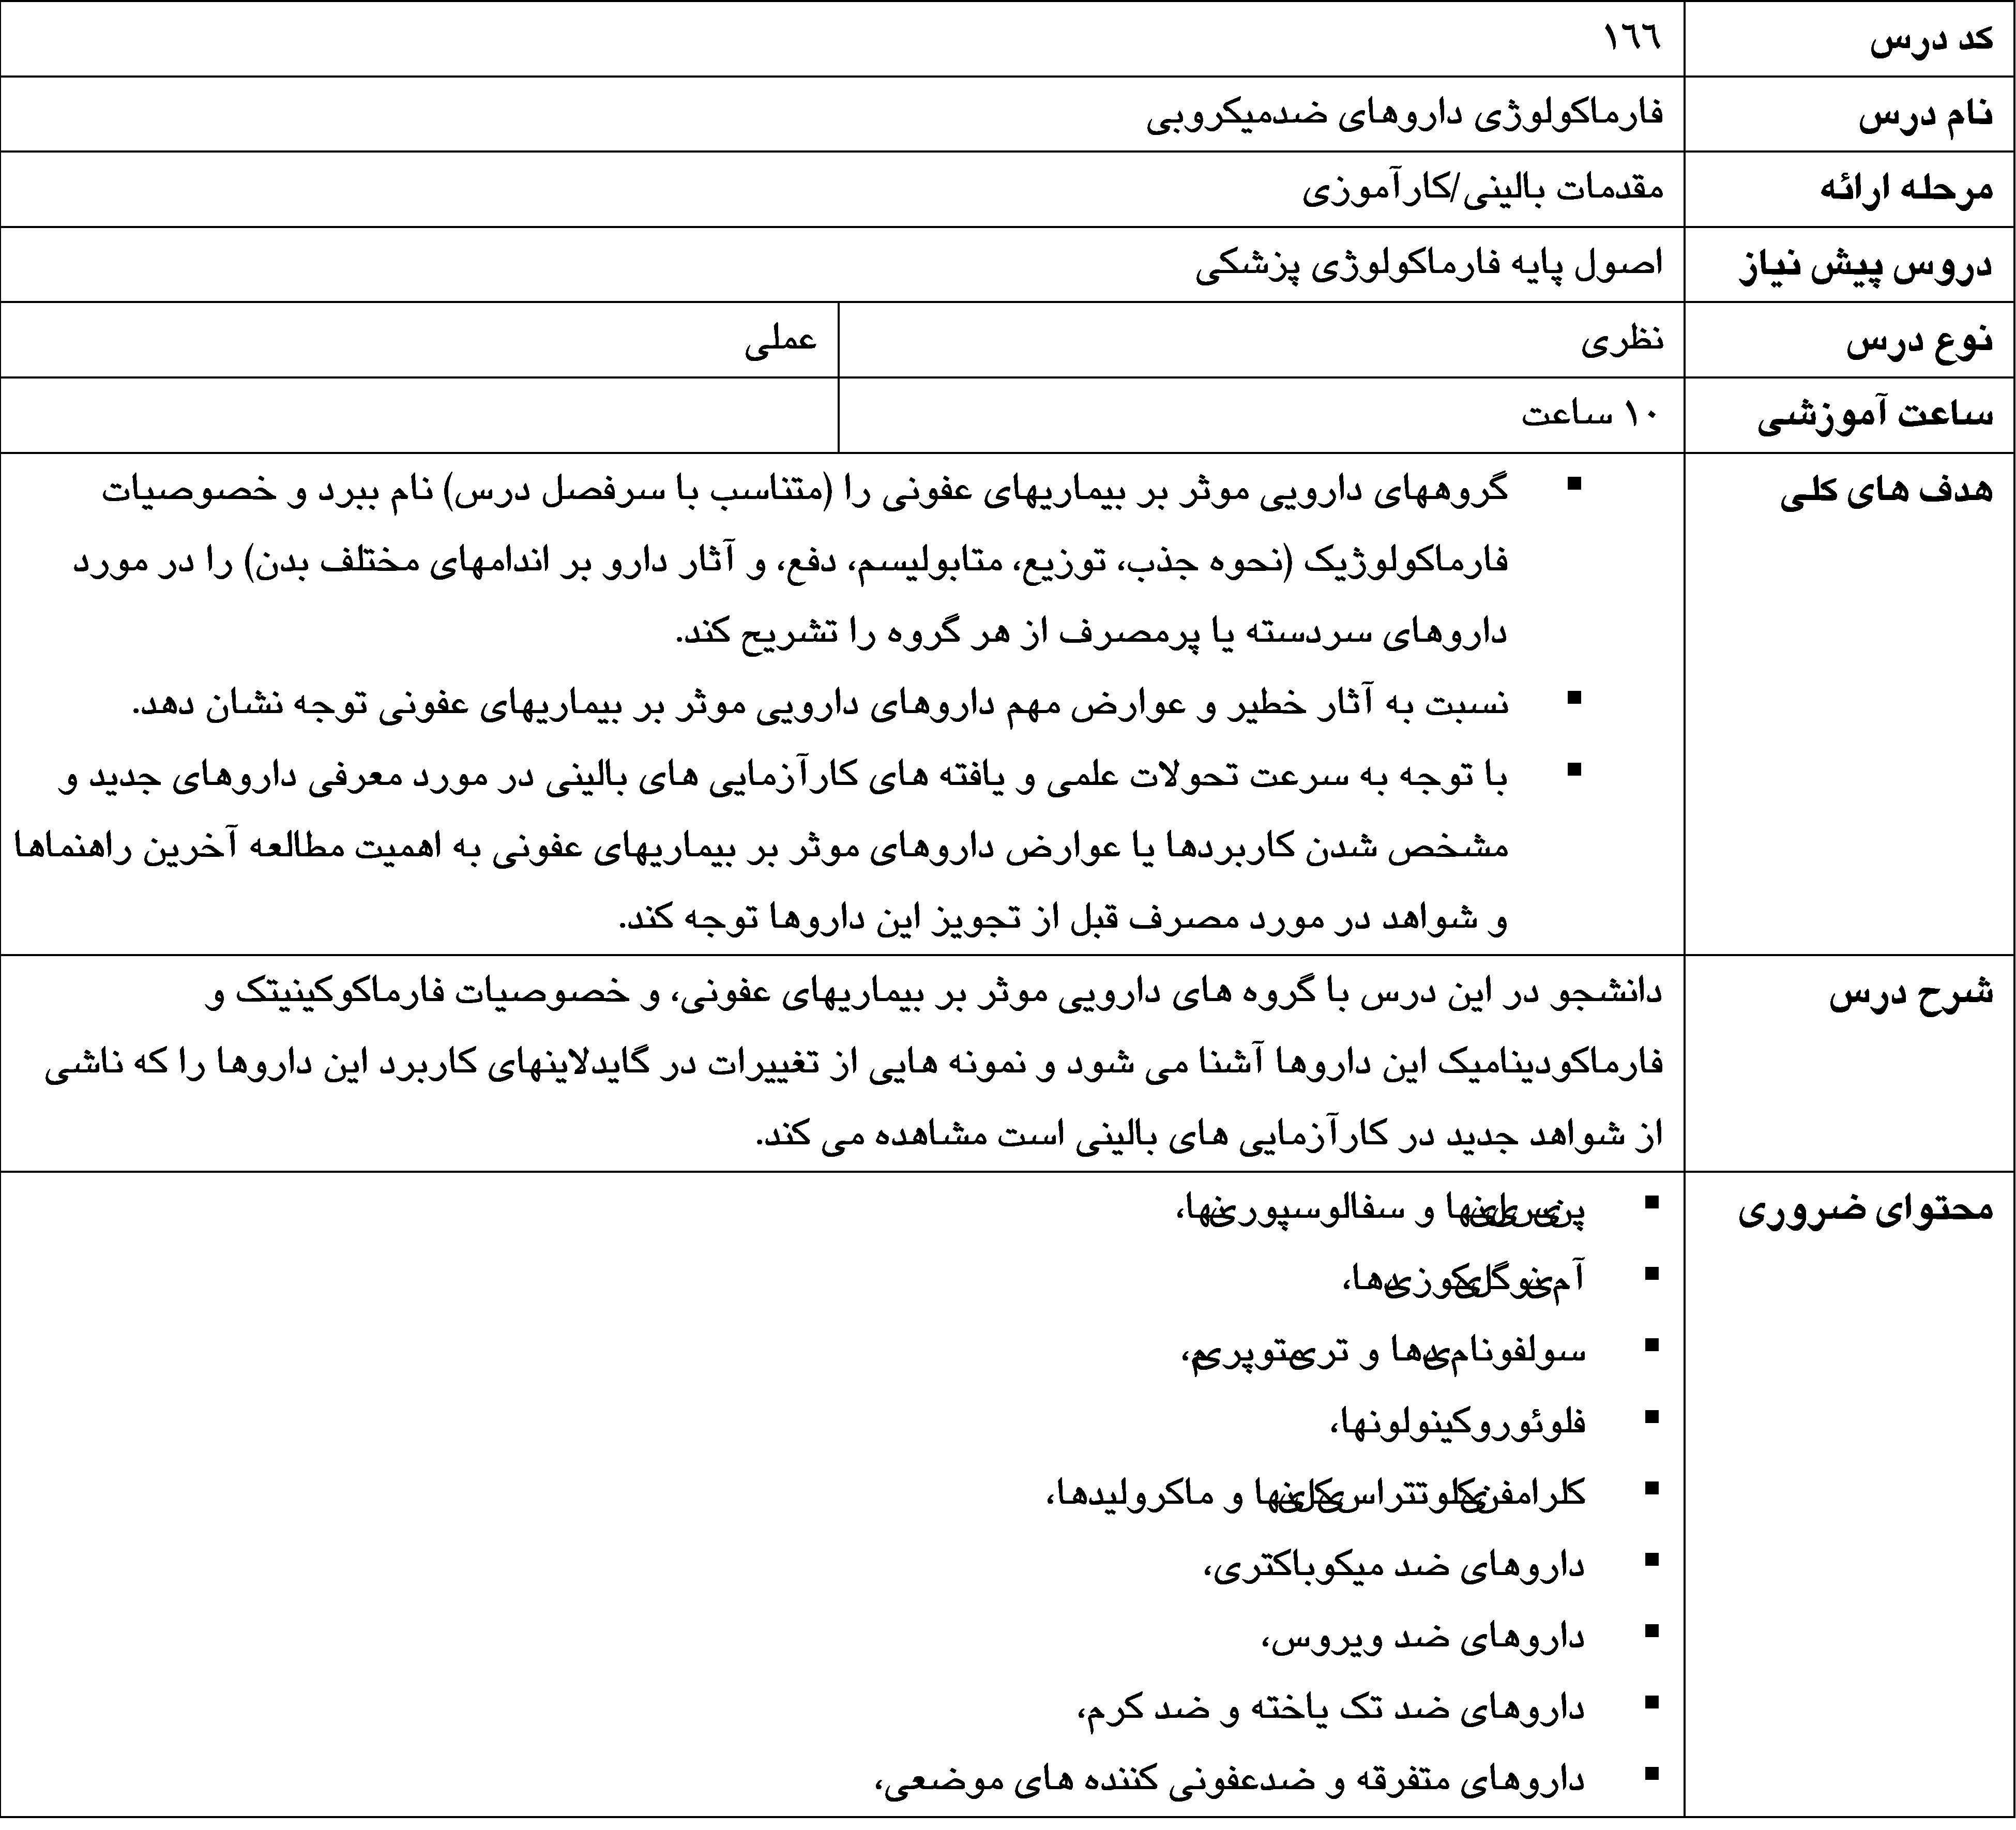 کد درس ١٦٦
نام درس فارماکولوژی داروهای ضدمیکروبی
مرحله ارائه مقدمات بالینی/کارآموزی
دروس پیش نیاز اصول پایه فارماکولوژی پزشکی
نوع درس نظری عملی
ساعت آموزشی ١٠ ساعت
هدف های کلی ▪ گروههای دارویی موثر بر بیماریهای عفونی را (متناسب با سرفصل درس) نام ببرد و خصوصیات
فارماکولوژیک (نحوه جذب، توزیع، متابولیسم، دفع، و آثار دارو بر اندامهای مختلف بدن) را در مورد
داروهای سردسته یا پرمصرف از هر گروه را تشریح کند.
▪ نسبت به آثار خطیر و عوارض مهم داروهای دارویی موثر بر بیماریهای عفونی توجه نشان دهد.
▪ با توجه به سرعت تحولات علمی و یافته های کارآزمایی های بالینی در مورد معرفی داروهای جدید و
مشخص شدن کاربردها یا عوارض داروهای موثر بر بیماریهای عفونی به اهمیت مطالعه آخرین راهنماها
و شواهد در مورد مصرف قبل از تجویز این داروها توجه کند.
شرح درس دانشجو در این درس با گروه های دارویی موثر بر بیماریهای عفونی، و خصوصیات فارماکوکینیتک و
فارماکودینامیک این داروها آشنا می شود و نمونه هایی از تغییرات در گایدلاینهای کاربرد این داروها را که ناشی
از شواهد جدید در کارآزمایی های بالینی است مشاهده می کند.
محتوای ضروری ▪ پنی‌سیلینها و سفالوسپورینها،
▪ آمینوگلیکوزیدها،
▪ سولفونامیدها و تریمتوپریم،
▪ فلوئوروکینولونها،
▪ کلرامفنیکلوتتراسیکلینها و ماکرولیدها،
▪ داروهای ضد میکوباکتری،
▪ داروهای ضد ویروس،
▪ داروهای ضد تک یاخته و ضد کرم،
▪ داروهای متفرقه و ضدعفونی کننده های موضعی،